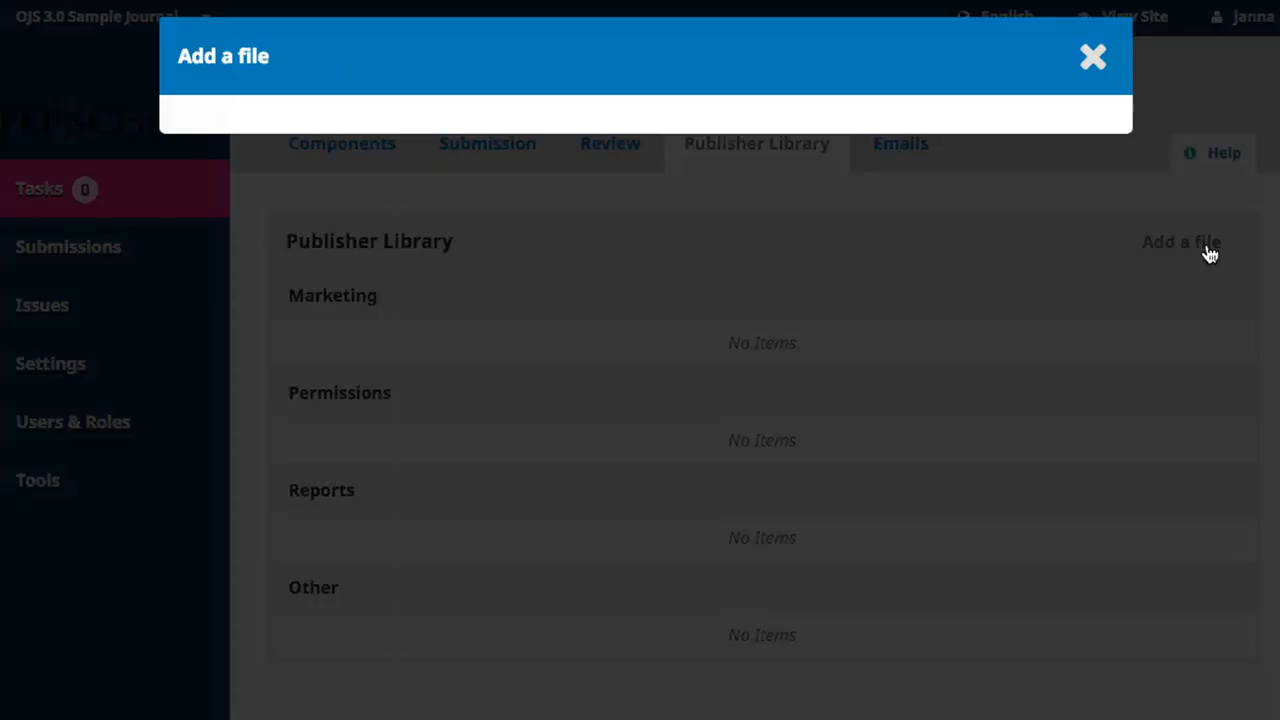 OJS 3.0 Sample Journal
English
View Site
Janna
Add a file
Tasks 0
Submissions
Issues
Settings
Users & Roles
Tools
Components
Submission
Review
Publisher Library
Emails
Help
Publisher Library
Add a file
Marketing
No Items
Permissions
No Items
Reports
No Items
Other
No Items